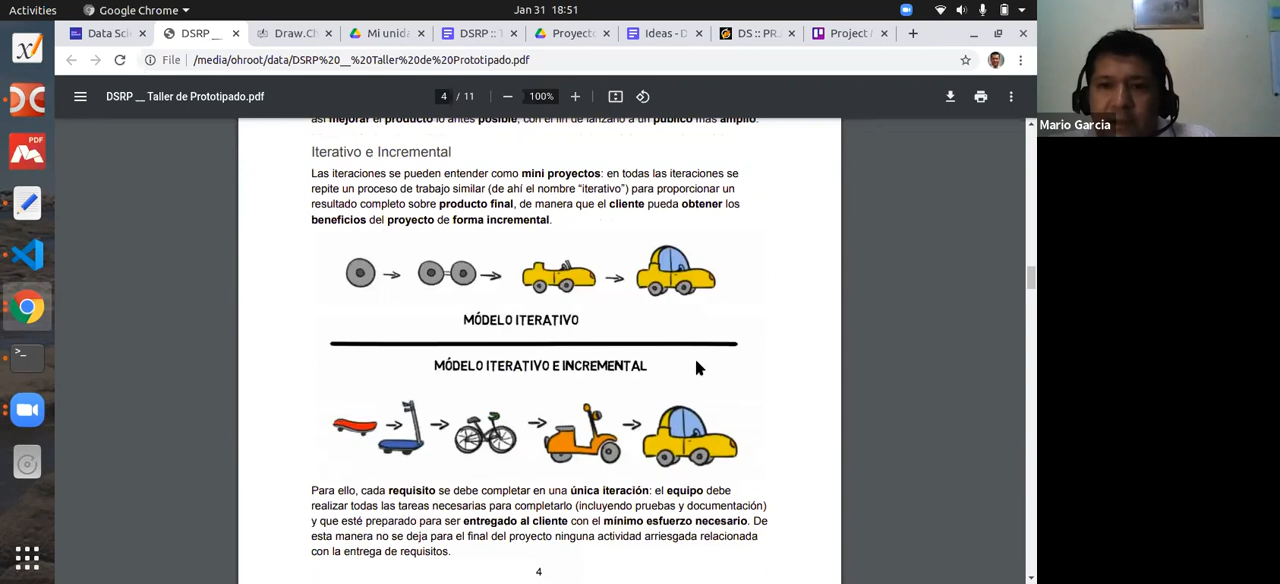 Activities
Google Chrome
Jan 31 18:51
Data Sci
DSRP _
Draw.Ch
Mi unida
DSRP :: T
Proyecto
Ideas - D
DS :: PRA
Project
File
/media/ohroot/data/DSRP%20__%20Taller%20de%20Prototipado.pdf
DSRP __ Taller de Prototipado.pdf
4 / 11
100%
PDF
así mejorar el producto lo antes posible, con el fin de lanzarlo a un público más amplio.
Iterativo e Incremental
Las iteraciones se pueden entender como mini proyectos: en todas las iteraciones se
repite un proceso de trabajo similar (de ahí el nombre “iterativo”) para proporcionar un
resultado completo sobre producto final, de manera que el cliente pueda obtener los
beneficios del proyecto de forma incremental.
MÓDELO ITERATIVO
MÓDELO ITERATIVO E INCREMENTAL
Para ello, cada requisito se debe completar en una única iteración: el equipo debe
realizar todas las tareas necesarias para completarlo (incluyendo pruebas y documentación)
y que esté preparado para ser entregado al cliente con el mínimo esfuerzo necesario. De
esta manera no se deja para el final del proyecto ninguna actividad arriesgada relacionada
con la entrega de requisitos.
4
Mario Garcia